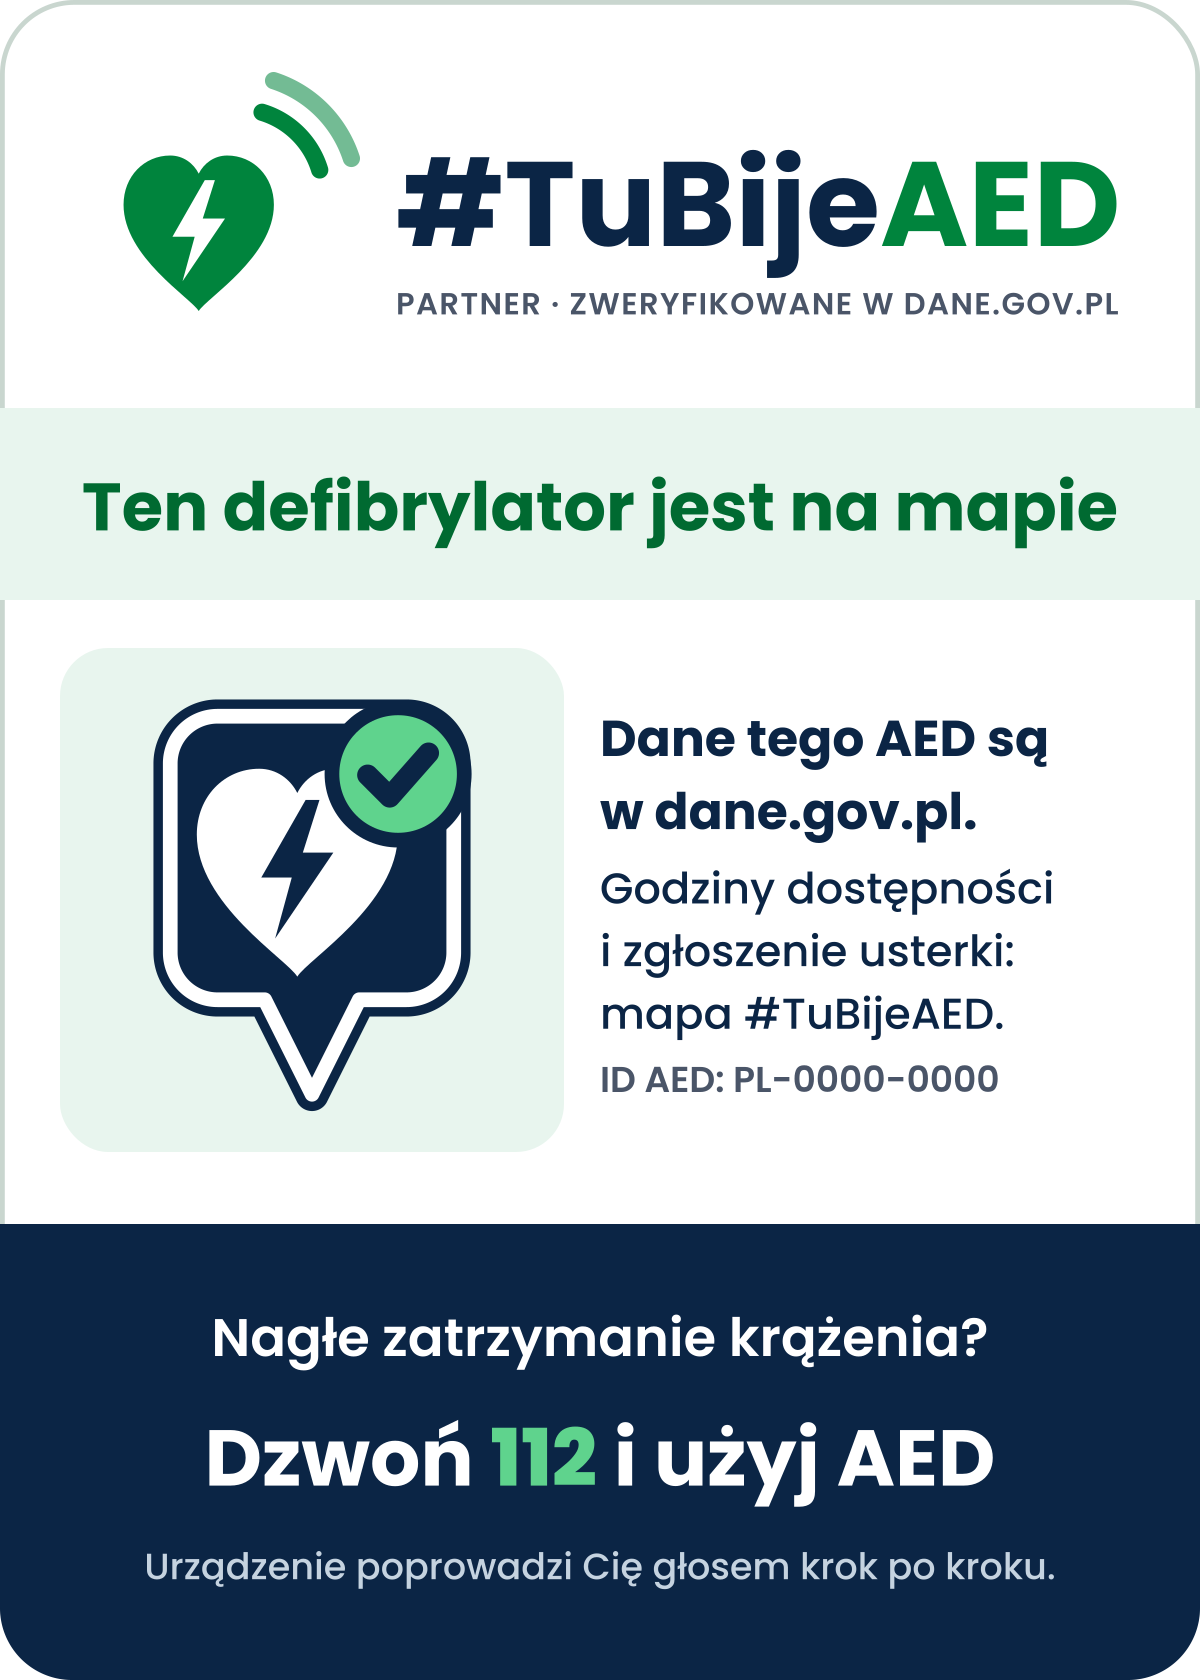 #TuBijeAED
PARTNER · ZWERYFIKOWANE W DANE.GOV.PL
Ten defibrylator jest na mapie
Dane tego AED są
w dane.gov.pl.
Godziny dostępności
i zgłoszenie usterki:
mapa #TuBijeAED.
ID AED: PL-0000-0000
Nagłe zatrzymanie krążenia?
Dzwoń 112 i użyj AED
Urządzenie poprowadzi Cię głosem krok po kroku.